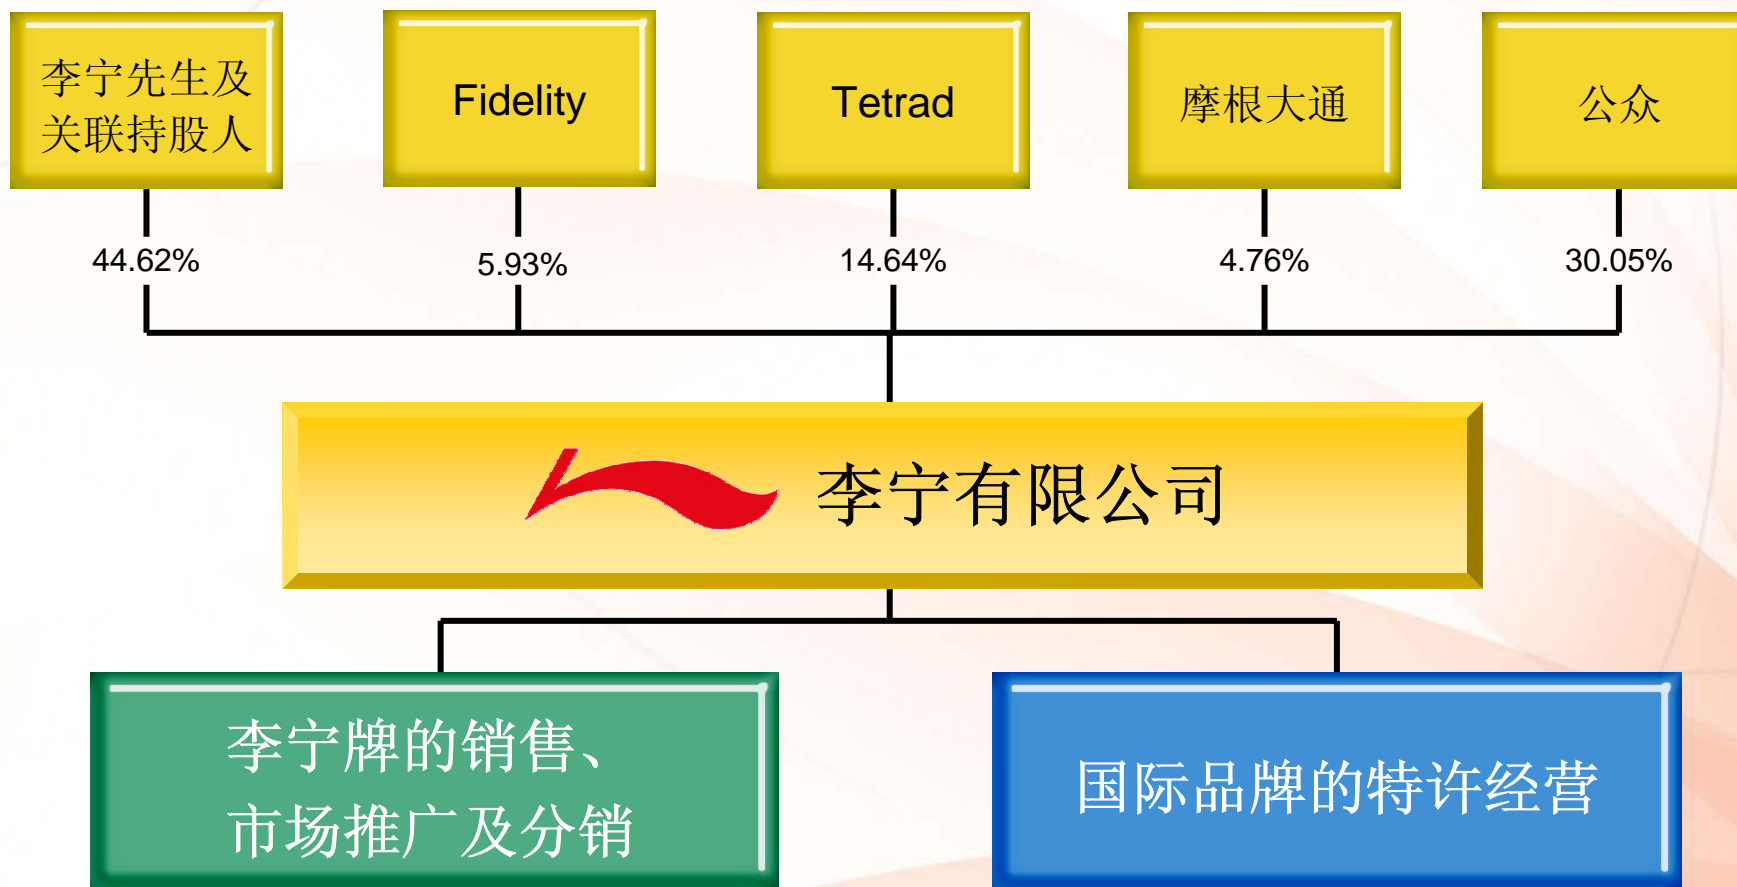 李宁先生及
关联持股人
Fidelity
Tetrad
摩根大通
公众
44.62%
5.93%
14.64%
4.76%
30.05%
李宁有限公司
李宁牌的销售、
市场推广及分销
国际品牌的特许经营